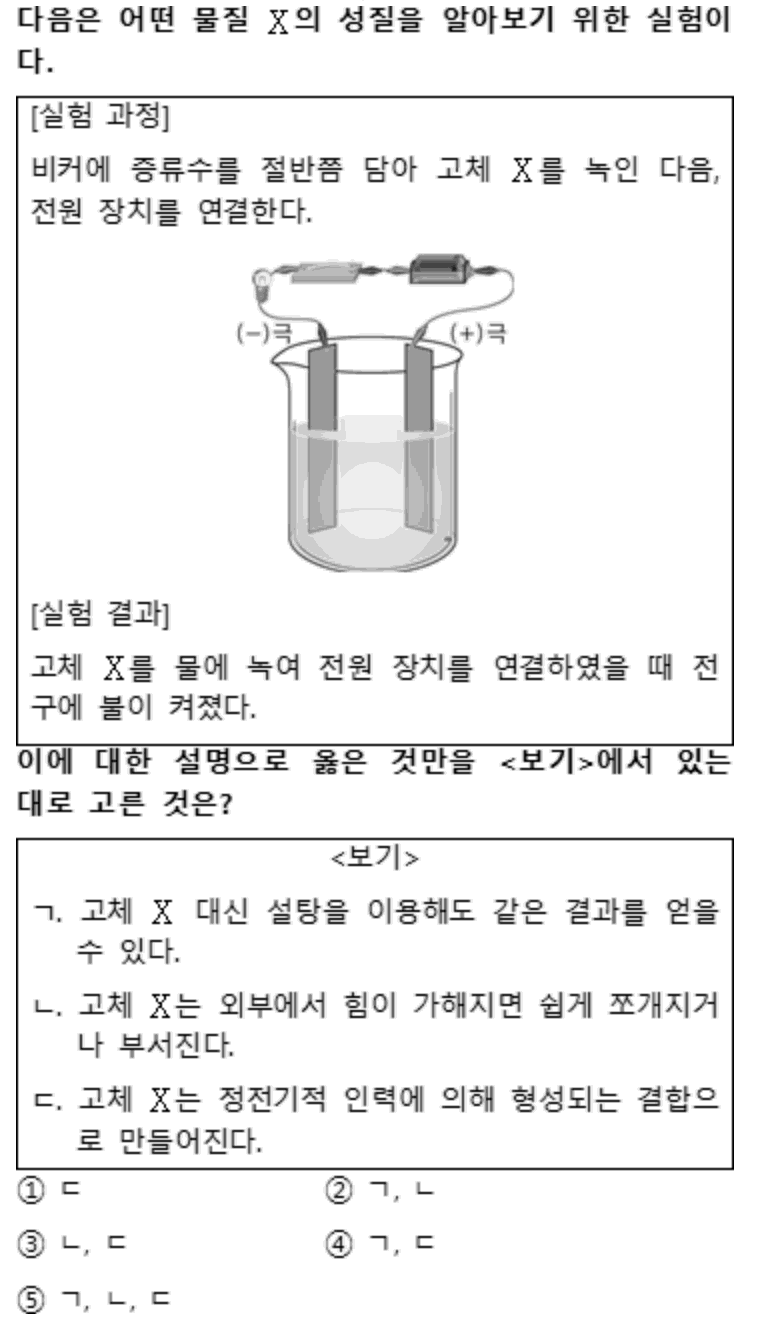 다음은 어떤 물질 X의 성질을 알아보기 위한 실험이
다.
[실험 과정]
비커에 증류수를 절반쯤 담아 고체 X를 녹인 다음,
전원 장치를 연결한다.
(−)극 (+)극
[실험 결과]
고체 X를 물에 녹여 전원 장치를 연결하였을 때 전
구에 불이 켜졌다.
이에 대한 설명으로 옳은 것만을 <보기>에서 있는
대로 고른 것은?
<보기>
ㄱ. 고체 X 대신 설탕을 이용해도 같은 결과를 얻을
수 있다.
ㄴ. 고체 X는 외부에서 힘이 가해지면 쉽게 쪼개지거
나 부서진다.
ㄷ. 고체 X는 정전기적 인력에 의해 형성되는 결합으
로 만들어진다.
① ㄷ ② ㄱ, ㄴ
③ ㄴ, ㄷ ④ ㄱ, ㄷ
⑤ ㄱ, ㄴ, ㄷ